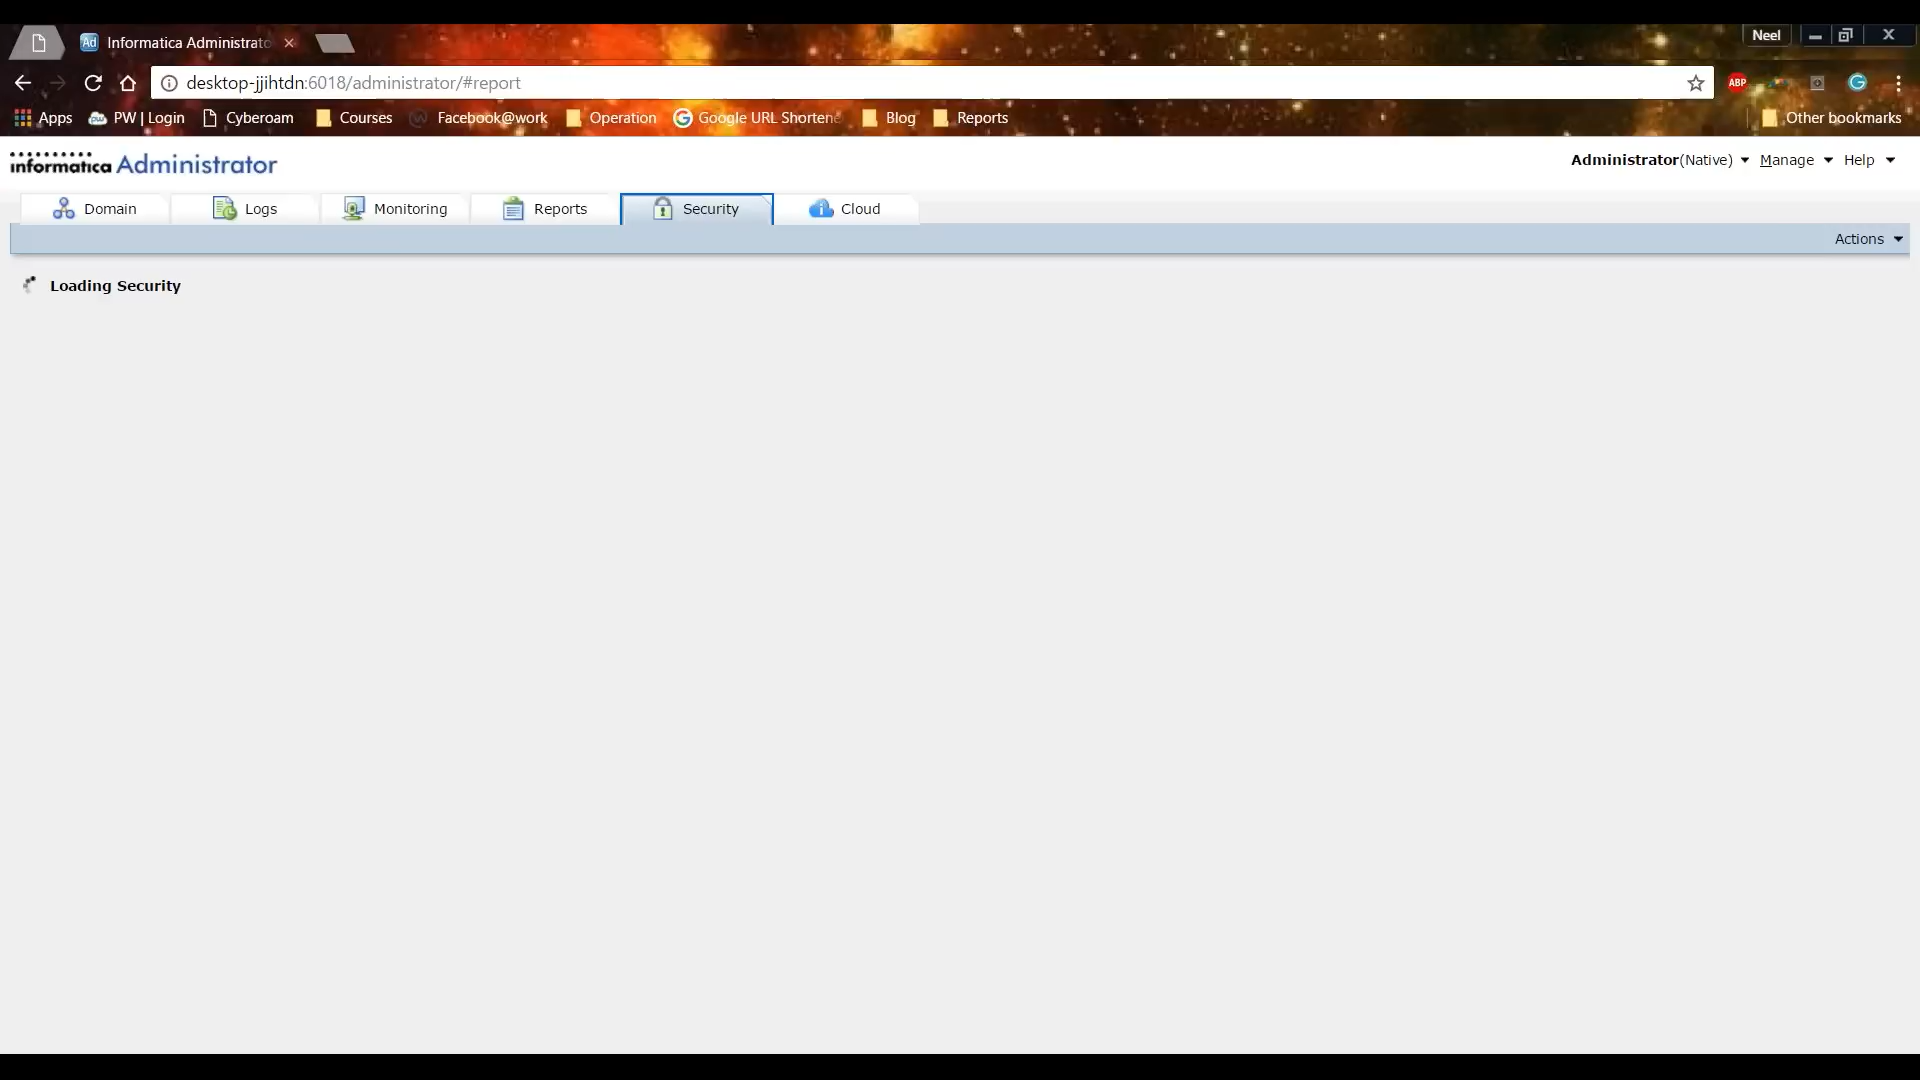 Ad Informatica Administrato
Neel
desktop-jjihtdn:6018/administrator/#report
ABP
Apps PW | Login Cyberoam Courses Facebook@work Operation Google URL Shortene Blog Reports Other bookmarks
informatica Administrator
Administrator(Native) Manage Help
Domain Logs Monitoring Reports Security Cloud
Actions
Loading Security